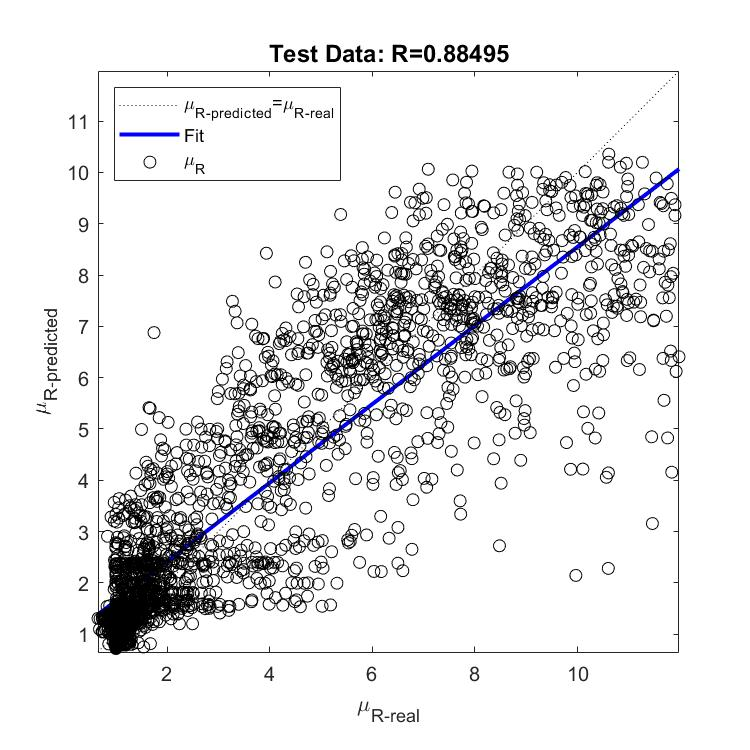 Test Data: R=0.88495
μR-predicted=μR-real
Fit
μR
11
10
9
8
7
6
5
4
3
2
1
μR-predicted
2 4 6 8 10
μR-real